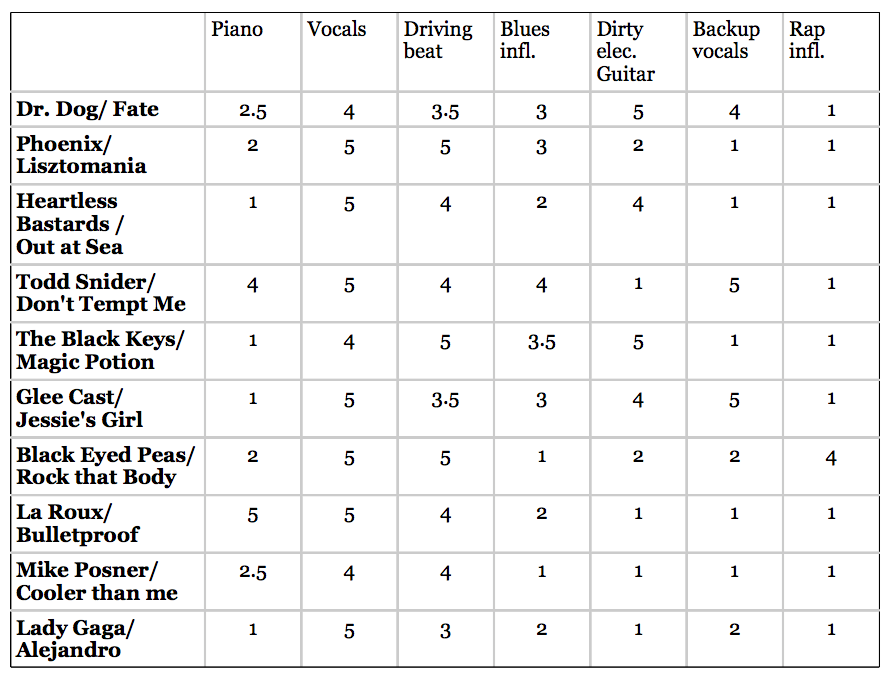 Piano Vocals Driving beat Blues infl. Dirty elec. Guitar Backup vocals Rap infl.
Dr. Dog/ Fate 2.5 4 3.5 3 5 4 1
Phoenix/ Lisztomania 2 5 5 3 2 1 1
Heartless Bastards / Out at Sea 1 5 4 2 4 1 1
Todd Snider/ Don't Tempt Me 4 5 4 4 1 5 1
The Black Keys/ Magic Potion 1 4 5 3.5 5 1 1
Glee Cast/ Jessie's Girl 1 5 3.5 3 4 5 1
Black Eyed Peas/ Rock that Body 2 5 5 1 2 2 4
La Roux/ Bulletproof 5 5 4 2 1 1 1
Mike Posner/ Cooler than me 2.5 4 4 1 1 1 1
Lady Gaga/ Alejandro 1 5 3 2 1 2 1